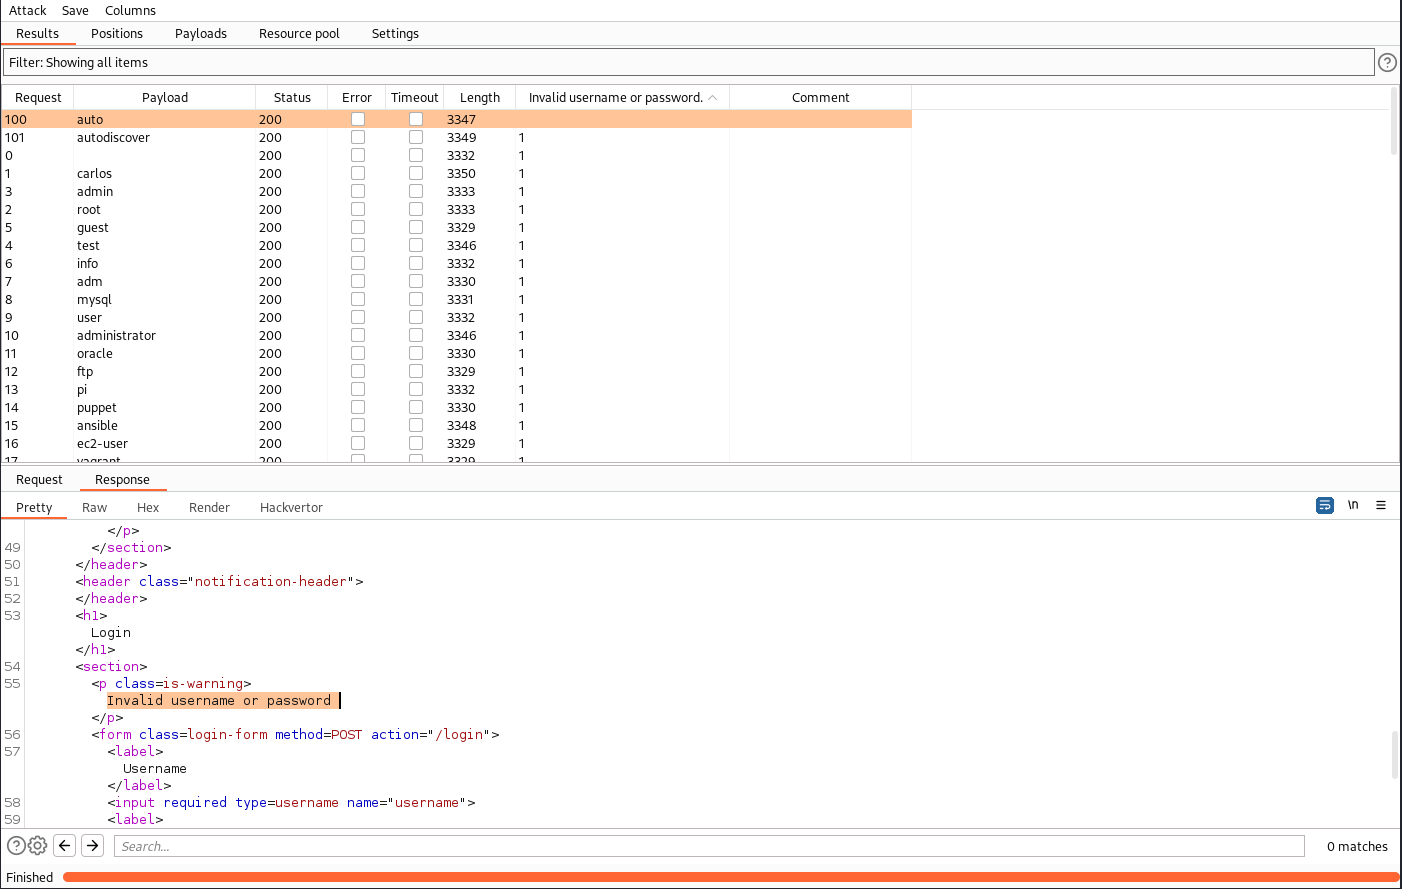 Attack Save Columns
Results Positions Payloads Resource pool Settings
Filter: Showing all items
Request Payload Status Error Timeout Length Invalid username or password. Comment
100 auto 200 3347
101 autodiscover 200 3349 1
0 200 3332 1
1 carlos 200 3350 1
3 admin 200 3333 1
2 root 200 3333 1
5 guest 200 3329 1
4 test 200 3346 1
6 info 200 3332 1
7 adm 200 3330 1
8 mysql 200 3331 1
9 user 200 3332 1
10 administrator 200 3346 1
11 oracle 200 3330 1
12 ftp 200 3329 1
13 pi 200 3332 1
14 puppet 200 3330 1
15 ansible 200 3348 1
16 ec2-user 200 3329 1
17 vagrant 200 3329 1
Request Response
Pretty Raw Hex Render Hackvertor \n
</p>
49 </section>
50 </header>
51 <header class="notification-header">
52 </header>
53 <h1>
Login
</h1>
54 <section>
55 <p class=is-warning>
Invalid username or password
</p>
56 <form class=login-form method=POST action="/login">
57 <label>
Username
</label>
58 <input required type=username name="username">
59 <label>
Search... 0 matches
Finished